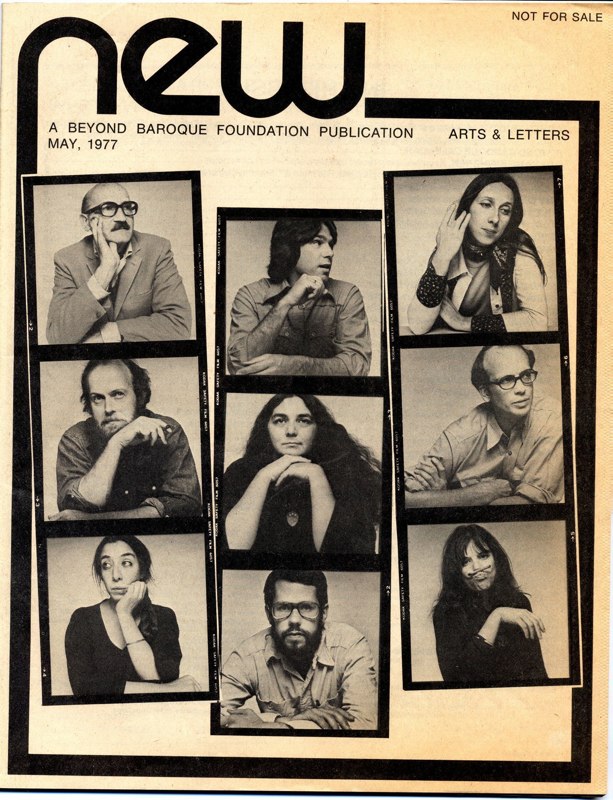 NOT FOR SALE
new
A BEYOND BAROQUE FOUNDATION PUBLICATION ARTS & LETTERS
MAY, 1977